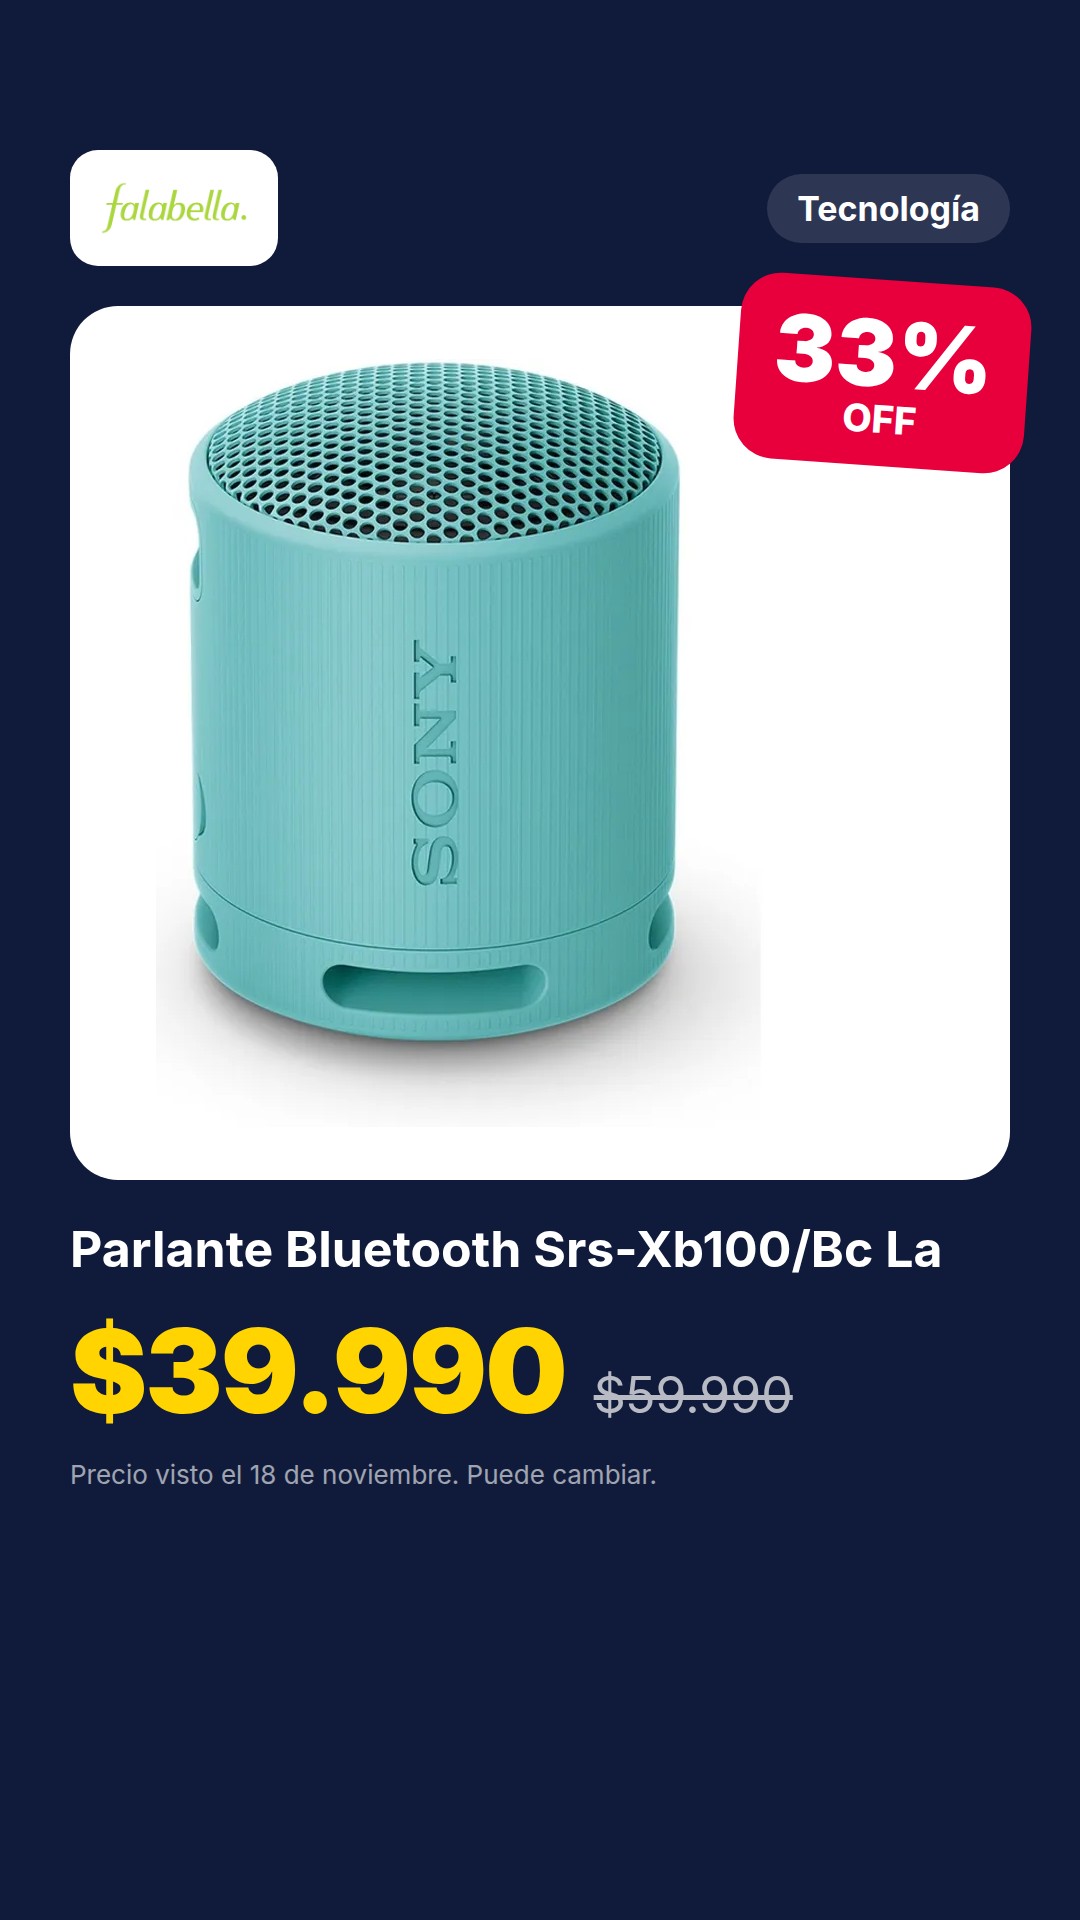 falabella.
Tecnología
33%
OFF
SONY
Parlante Bluetooth Srs-Xb100/Bc La
$39.990 $59.990
Precio visto el 18 de noviembre. Puede cambiar.